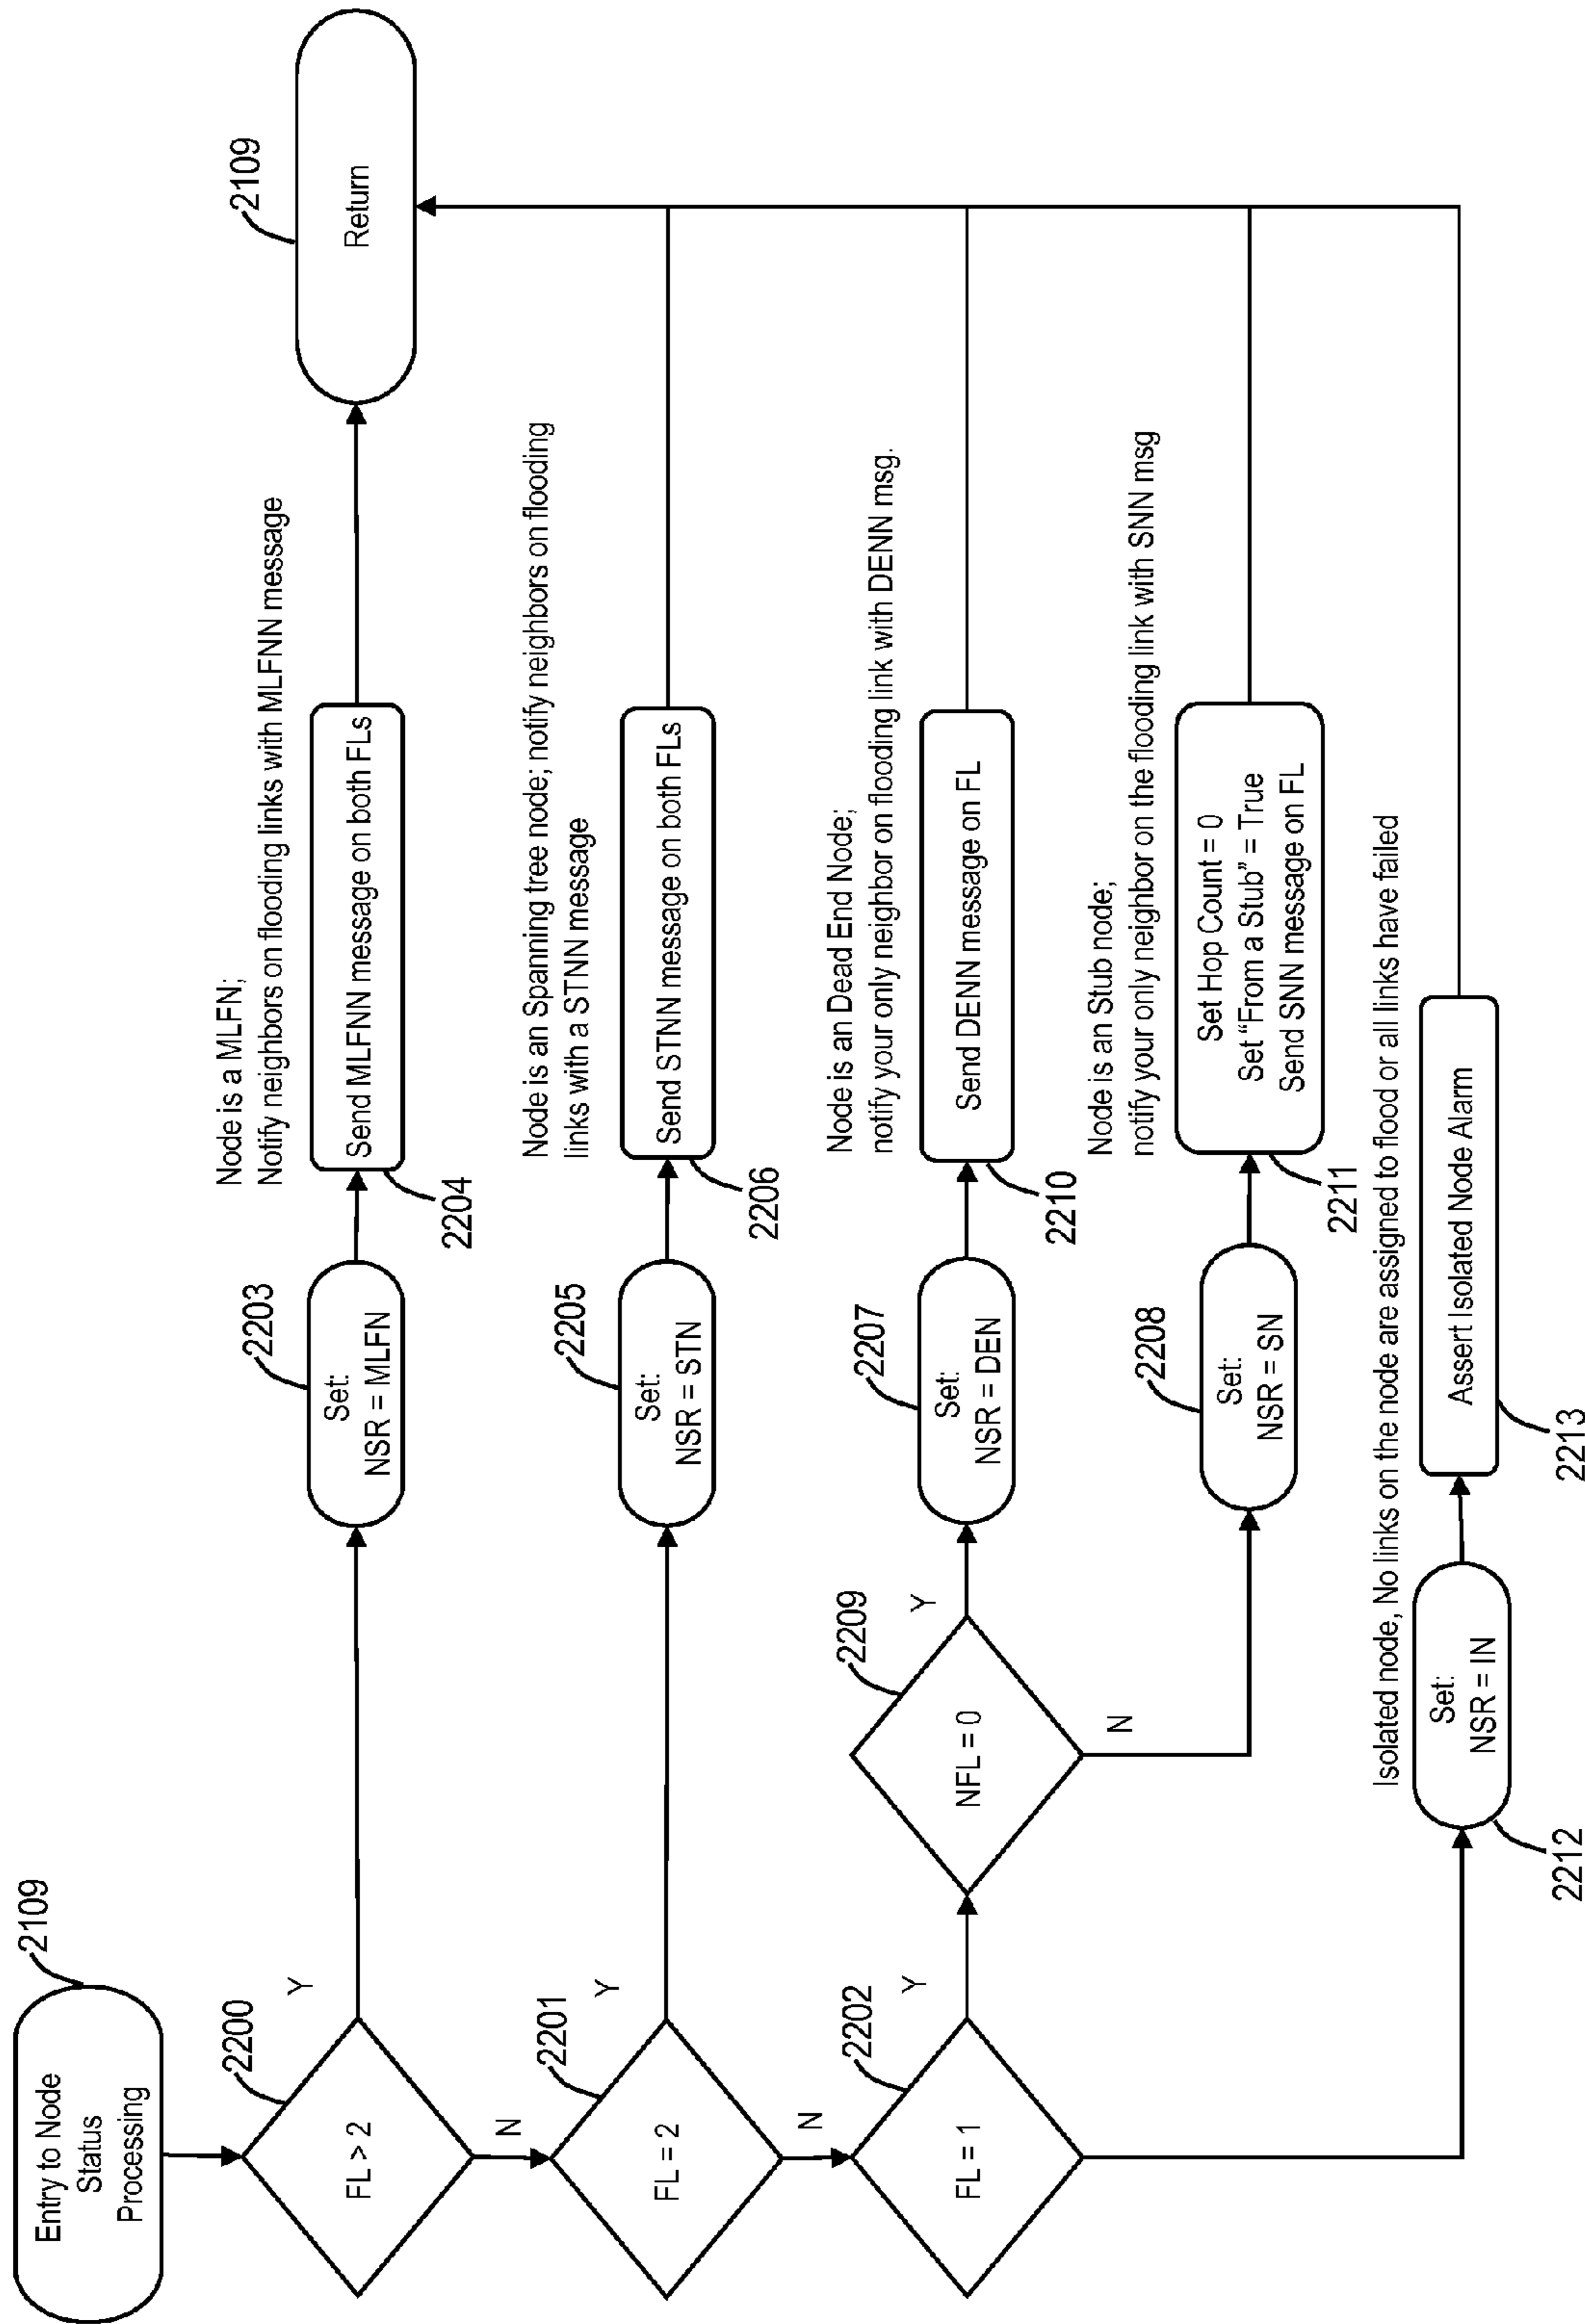 Entry to Node
Status
Processing
2109
FL > 2
2200
Y
N
Set:
NSR = MLFN
2203
Node is a MLFN;
Notify neighbors on flooding links with MLFNN message
Send MLFNN message on both FLs
2204
Return
2109
FL = 2
2201
Y
N
Set:
NSR = STN
2205
Node is an Spanning tree node; notify neighbors on flooding
links with a STNN message
Send STNN message on both FLs
2206
FL = 1
2202
Y
NFL = 0
2209
Y
N
Set:
NSR = DEN
2207
Node is an Dead End Node;
notify your only neighbor on flooding link with DENN msg.
Send DENN message on FL
2210
Set:
NSR = SN
2208
Node is an Stub node;
notify your only neighbor on the flooding link with SNN msg
Set Hop Count = 0
Set “From a Stub” = True
Send SNN message on FL
2211
Isolated node, No links on the node are assigned to flood or all links have failed
Set:
NSR = IN
2212
Assert Isolated Node Alarm
2213